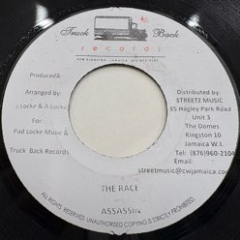 Truck Back
records
Produced &
Arranged by:
J Locke & A Locke
For
Pad Locke Music &
Truck Back Records
Distributed by:
STREETZ MUSIC
55 Hagley Park Road
Unit 3
The Domes
Kingston 10
Jamaica W.I.
Tel: (876)960-2104
Email:
streetmusic@cwjamaica.com
THE RACE
ASSASSIN
ALL RIGHTS RESERVED
UNAUTHORISED COPYING IS STRICTLY PROHIBITED.